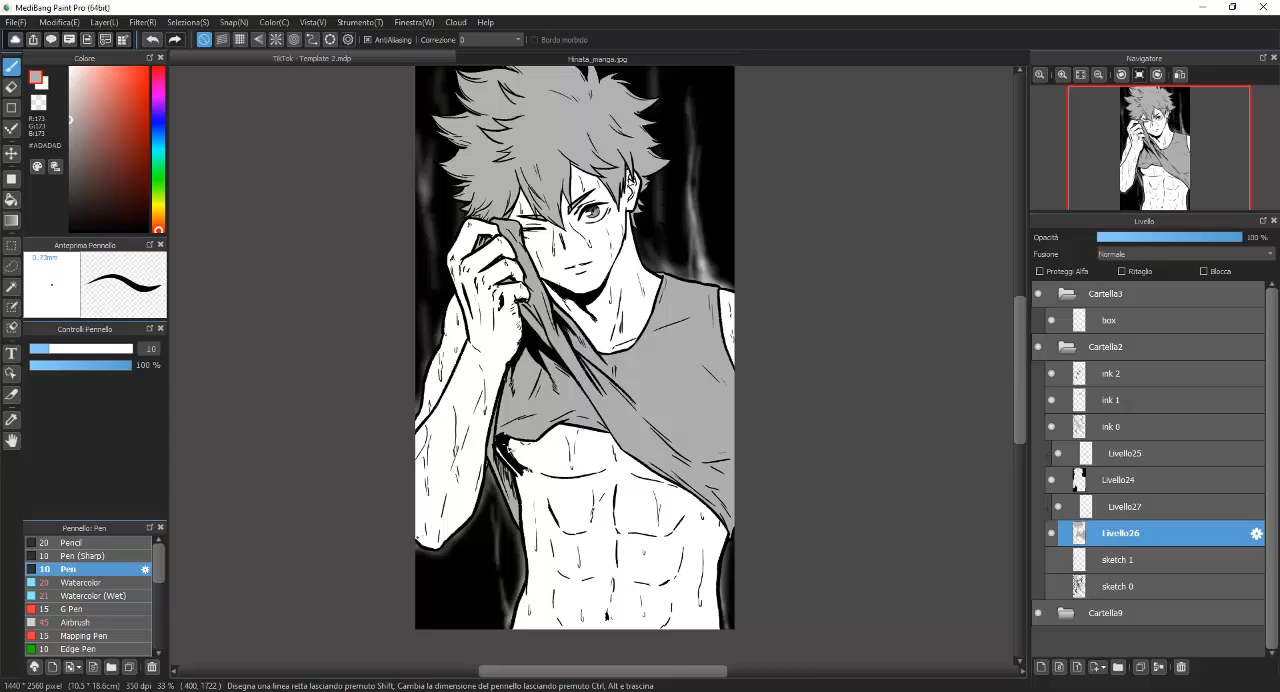 MediBang Paint Pro (64bit)
File(F) Modifica(E) Layer(L) Filter(R) Seleziona(S) Snap(N) Color(C) Vista(V) Strumento(T) Finestra(W) Cloud Help
AntiAliasing Correzione 0 Bordo morbido
Colore
TikTok - Template 2.mdp
Hinata_manga.jpg
Navigatore
R:173
G:173
B:173
#ADADAD
Livello
Opacità 100 %
Fusione Normale
Proteggi Alfa Ritaglio Blocca
Anteprima Pennello
0.73mm
Controlli Pennello
10
100 %
Cartella3
box
Cartella2
ink 2
ink 1
ink 0
Livello25
Livello24
Livello27
Livello26
sketch 1
sketch 0
Cartella9
Pennello: Pen
20 Pencil
10 Pen (Sharp)
10 Pen
20 Watercolor
21 Watercolor (Wet)
15 G Pen
45 Airbrush
15 Mapping Pen
10 Edge Pen
1440 * 2560 pixel (10.5 * 18.6cm) 350 dpi 33 % ( 400, 1722 ) Disegna una linea retta lasciando premuto Shift, Cambia la dimensione del pennello lasciando premuto Ctrl, Alt e trascina